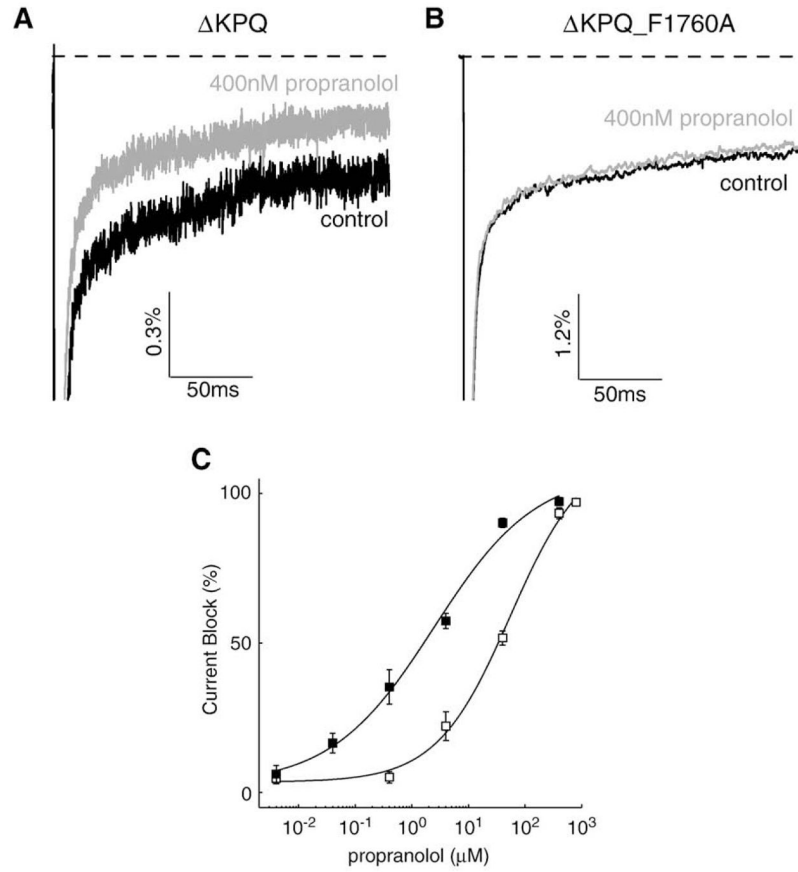 A
ΔKPQ
400nM propranolol
control
0.3%
50ms
B
ΔKPQ_F1760A
400nM propranolol
control
1.2%
50ms
C
100
50
0
Current Block (%)
10⁻² 10⁻¹ 10⁰ 10¹ 10² 10³
propranolol (μM)